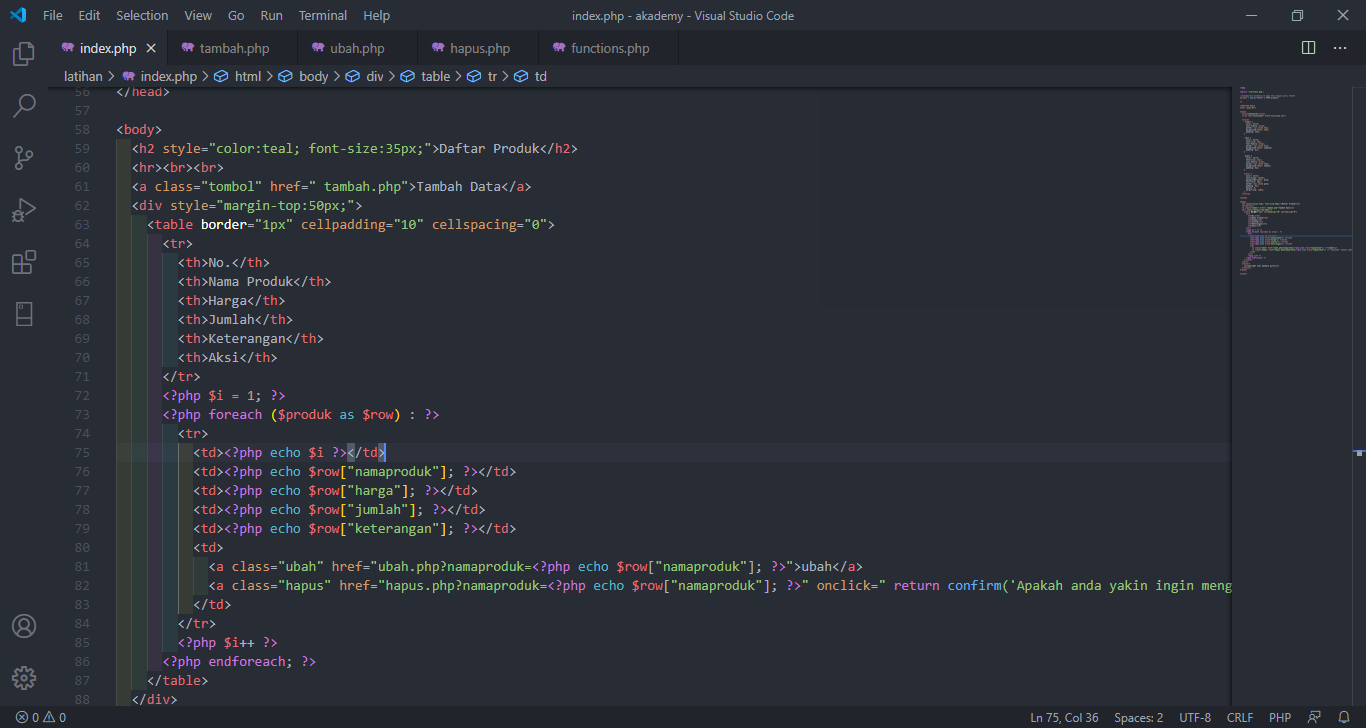 File Edit Selection View Go Run Terminal Help index.php - akademy - Visual Studio Code
index.php tambah.php ubah.php hapus.php functions.php
latihan > index.php > html > body > div > table > tr > td
56 </head>
57
58 <body>
59 <h2 style="color:teal; font-size:35px;">Daftar Produk</h2>
60 <hr><br><br>
61 <a class="tombol" href=" tambah.php">Tambah Data</a>
62 <div style="margin-top:50px;">
63 <table border="1px" cellpadding="10" cellspacing="0">
64 <tr>
65 <th>No.</th>
66 <th>Nama Produk</th>
67 <th>Harga</th>
68 <th>Jumlah</th>
69 <th>Keterangan</th>
70 <th>Aksi</th>
71 </tr>
72 <?php $i = 1; ?>
73 <?php foreach ($produk as $row) : ?>
74 <tr>
75 <td><?php echo $i ?></td>
76 <td><?php echo $row["namaproduk"]; ?></td>
77 <td><?php echo $row["harga"]; ?></td>
78 <td><?php echo $row["jumlah"]; ?></td>
79 <td><?php echo $row["keterangan"]; ?></td>
80 <td>
81 <a class="ubah" href="ubah.php?namaproduk=<?php echo $row["namaproduk"]; ?>">ubah</a>
82 <a class="hapus" href="hapus.php?namaproduk=<?php echo $row["namaproduk"]; ?>" onclick=" return confirm('Apakah anda yakin ingin meng
83 </td>
84 </tr>
85 <?php $i++ ?>
86 <?php endforeach; ?>
87 </table>
88 </div>
0 0 Ln 75, Col 36 Spaces: 2 UTF-8 CRLF PHP